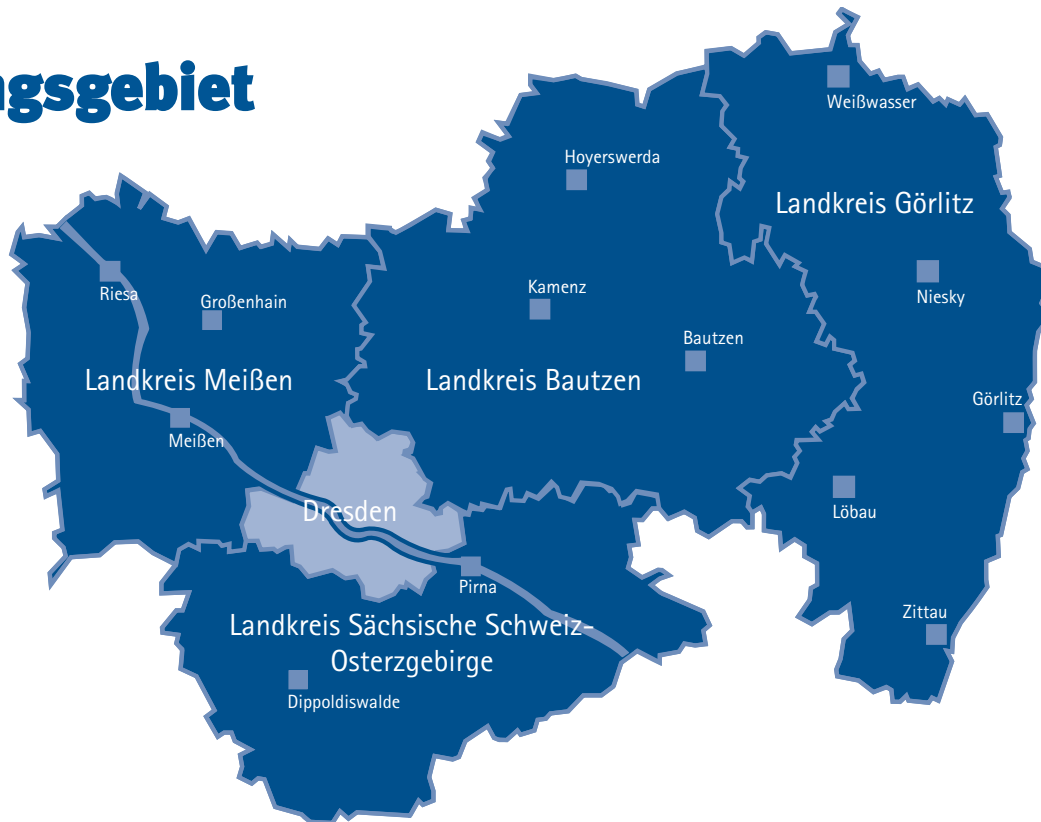 ngsgebiet
Weißwasser
Hoyerswerda
Landkreis Görlitz
Riesa
Großenhain
Kamenz
Niesky
Bautzen
Landkreis Meißen
Landkreis Bautzen
Görlitz
Meißen
Dresden
Löbau
Pirna
Zittau
Landkreis Sächsische Schweiz-
Osterzgebirge
Dippoldiswalde